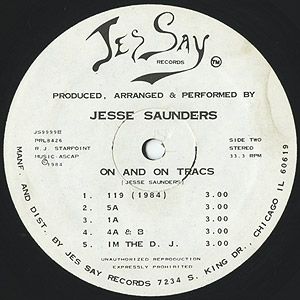 JES SAY
RECORDS
TM
PRODUCED, ARRANGED & PERFORMED BY
JESSE SAUNDERS
JS9999B
PRL8426
R.J. STARPOINT
MUSIC-ASCAP
Ⓟ1984
SIDE TWO
STEREO
33.3 RPM
ON AND ON TRACS
[JESSE SAUNDERS]
1. 119 (1984) 3.00
2. 5A 3.00
3. 1A 3.00
4. 4A & B 3.00
5. IM THE D. J. 3.00
UNAUTHORIZED REPRODUCTION
EXPRESSLY PROHIBITED
MANF. AND DIST. BY JES SAY RECORDS 7234 S. KING DR., CHICAGO IL 60619